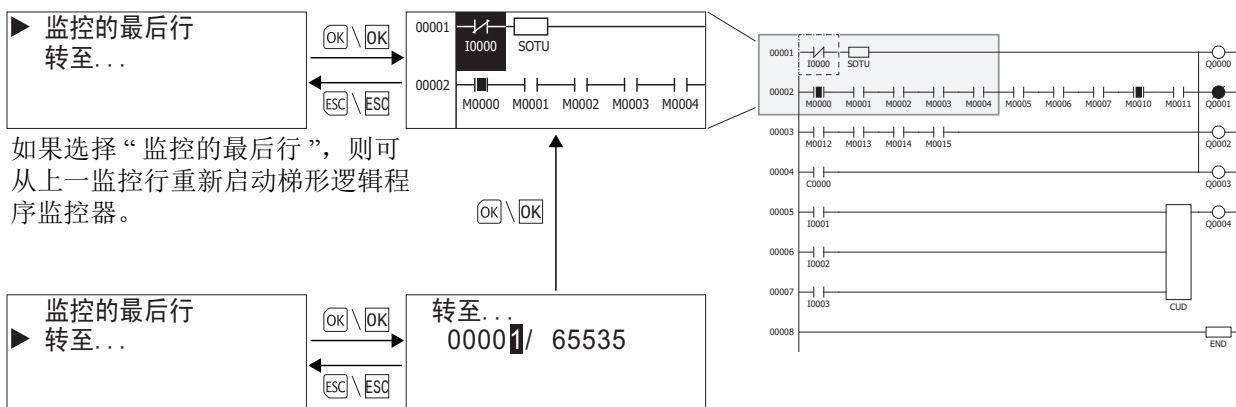 ▶ 监控的最后行
转至...
OK \ OK
ESC \ ESC
00001
I0000 SOTU
00002
M0000 M0001 M0002 M0003 M0004
00001
I0000 SOTU Q0000
00002
M0000 M0001 M0002 M0003 M0004 M0005 M0006 M0007 M0010 M0011 Q0001
00003
M0012 M0013 M0014 M0015 Q0002
00004
C0000 Q0003
00005
I0001 Q0004
00006
I0002
00007
I0003 CUD
00008
END
如果选择“监控的最后行”，则可
从上一监控行重新启动梯形逻辑程
序监控器。
OK \ OK
监控的最后行
▶ 转至...
OK \ OK
ESC \ ESC
转至...
00001/ 65535